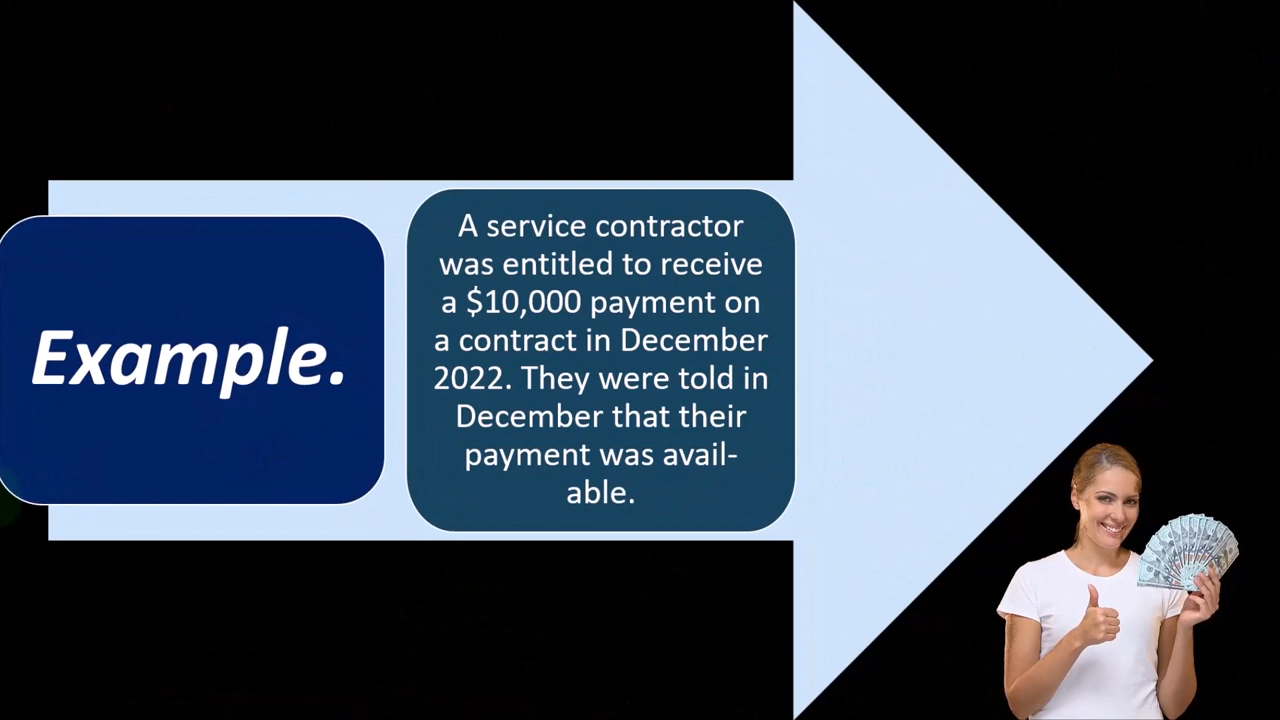 Example.
A service contractor
was entitled to receive
a $10,000 payment on
a contract in December
2022. They were told in
December that their
payment was avail-
able.